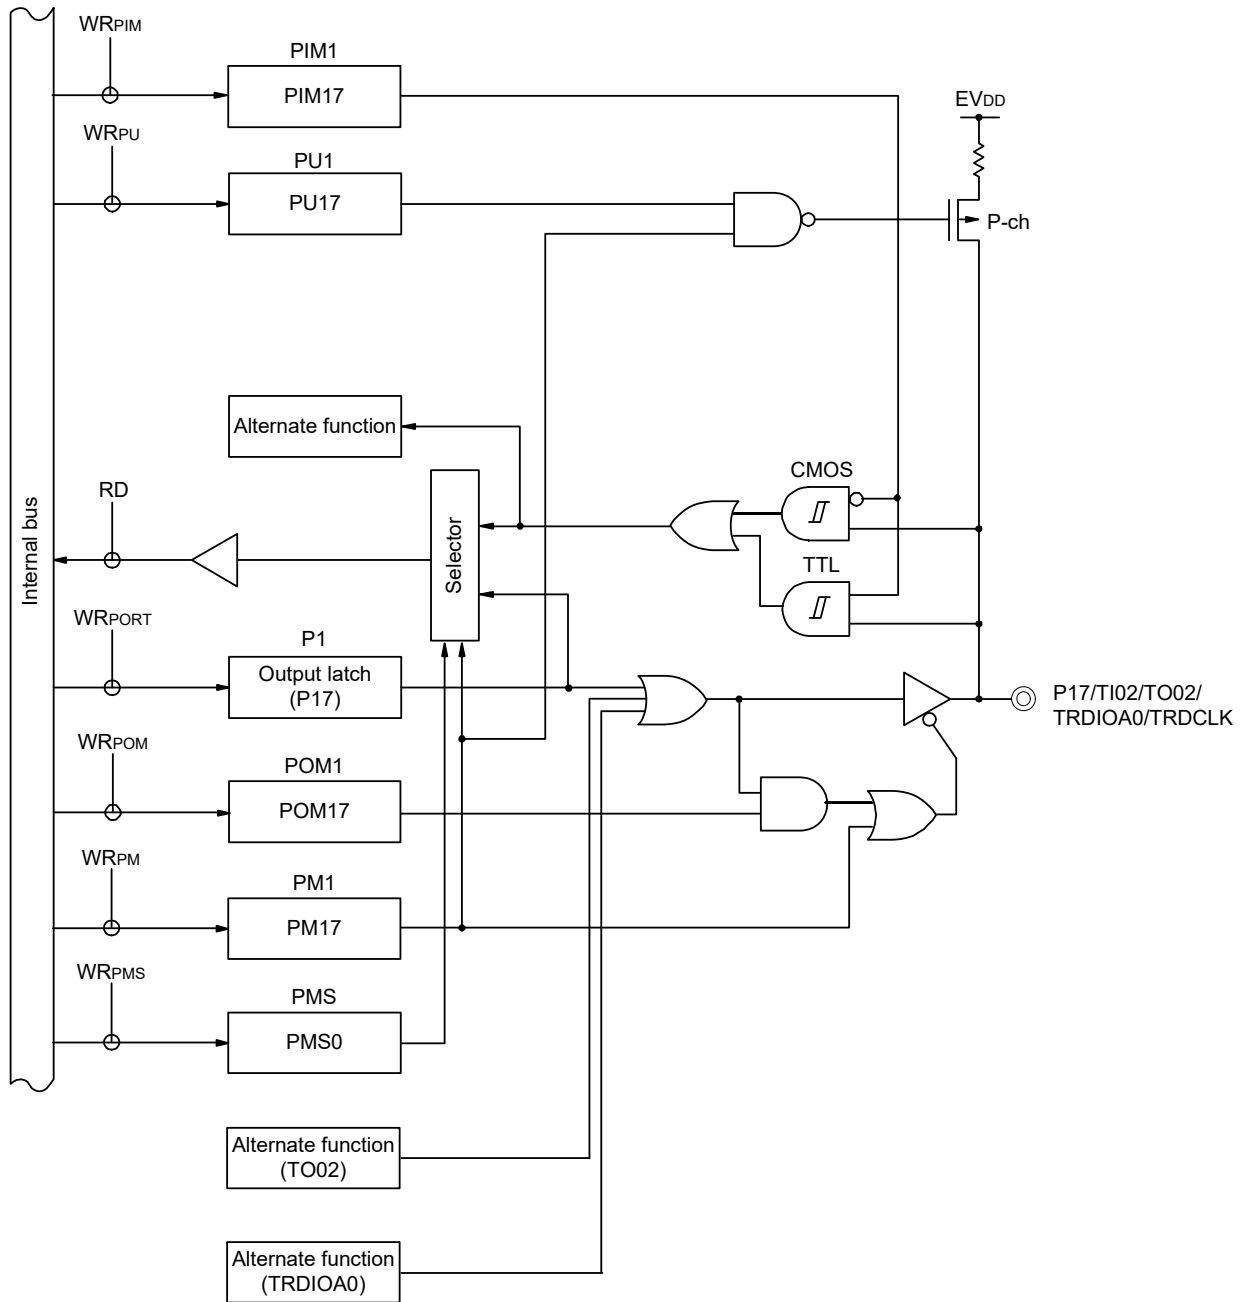 WRPIM
PIM1
PIM17
EVDD
WRPU
PU1
PU17
P-ch
Alternate function
CMOS
RD
Selector
TTL
Internal bus
WRPORT
P1
Output latch
(P17)
P17/TI02/TO02/
TRDIOA0/TRDCLK
WRPOM
POM1
POM17
WRPM
PM1
PM17
WRPMS
PMS
PMS0
Alternate function
(TO02)
Alternate function
(TRDIOA0)